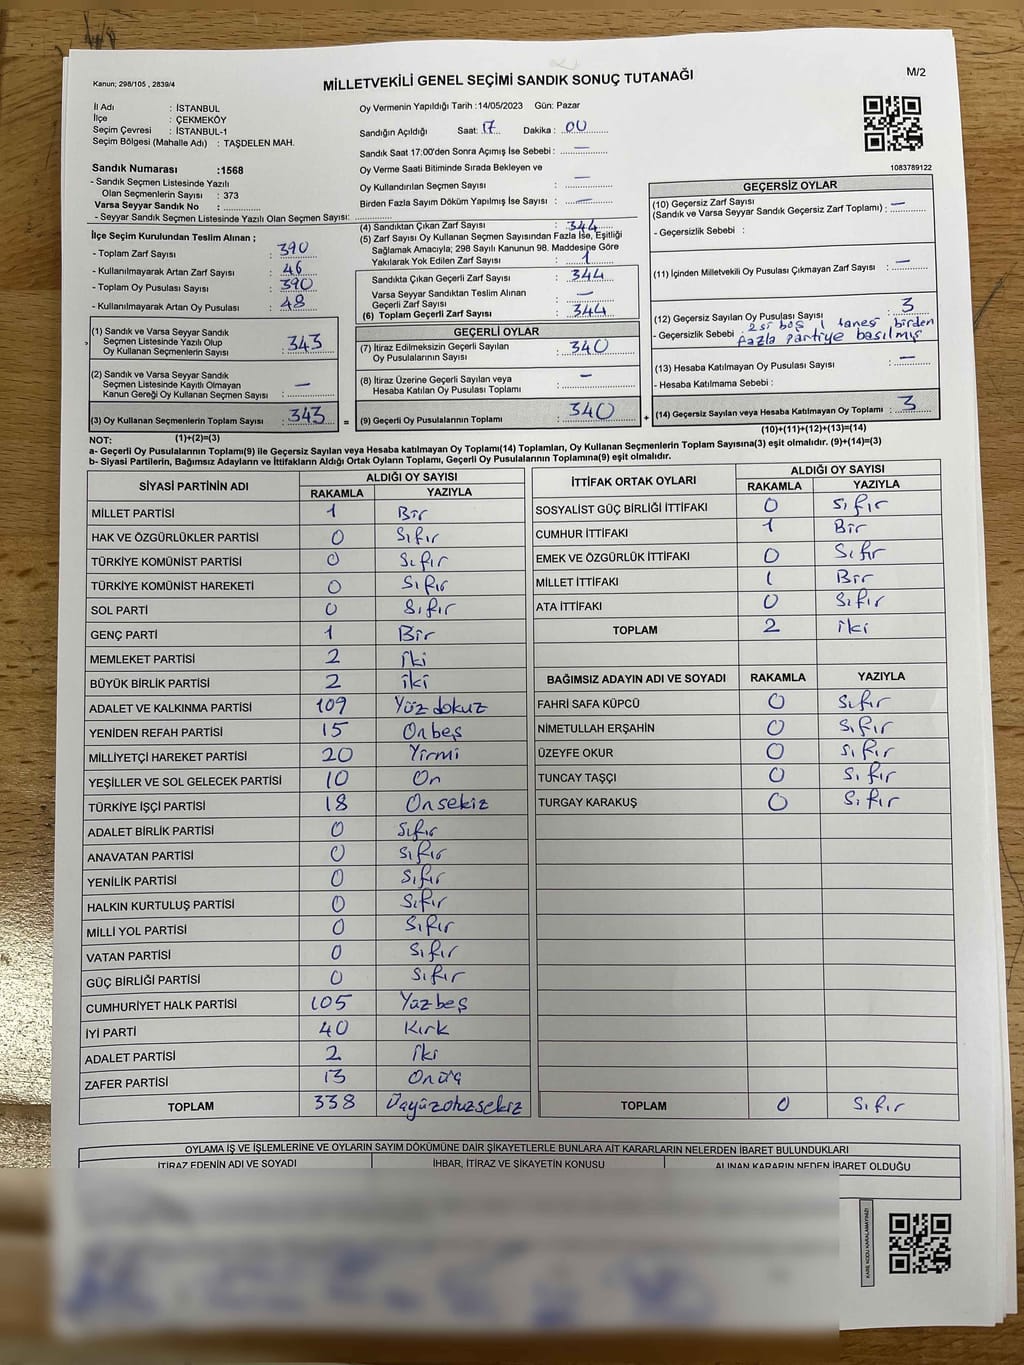 Kanun; 298/105 , 2839/4
MİLLETVEKİLİ GENEL SEÇİMİ SANDIK SONUÇ TUTANAĞI
M/2
İl Adı : İSTANBUL
İlçe : ÇEKMEKÖY
Seçim Çevresi : İSTANBUL-1
Seçim Bölgesi (Mahalle Adı) : TAŞDELEN MAH.
Sandık Numarası :1568
- Sandık Seçmen Listesinde Yazılı
Olan Seçmenlerin Sayısı : 373
Varsa Seyyar Sandık No :
- Seyyar Sandık Seçmen Listesinde Yazılı Olan Seçmen Sayısı:
Oy Vermenin Yapıldığı Tarih :14/05/2023 Gün: Pazar
Sandığın Açıldığı Saat: 17 Dakika : 00
Sandık Saat 17:00'den Sonra Açımış İse Sebebi : —
Oy Verme Saati Bitiminde Sırada Bekleyen ve
Oy Kullandırılan Seçmen Sayısı : —
Birden Fazla Sayım Döküm Yapılmış İse Sayısı : —
1083789122
İlçe Seçim Kurulundan Teslim Alınan ;
- Toplam Zarf Sayısı : 390
- Kullanılmayarak Artan Zarf Sayısı : 46
- Toplam Oy Pusulası : 390
- Kullanılmayarak Artan Oy Pusulası : 48
(1) Sandık ve Varsa Seyyar Sandık
Seçmen Listesinde Yazılı Olup
Oy Kullanan Seçmenlerin Sayısı : 343
(2) Sandık ve Varsa Seyyar Sandık
Seçmen Listesinde Kayıtlı Olmayan
Kanun Gereği Oy Kullanan Seçmen Sayısı : —
(3) Oy Kullanan Seçmenlerin Toplam Sayısı : 343 =
(4) Sandıktan Çıkan Zarf Sayısı : 344
(5) Zarf Sayısı Oy Kullanan Seçmen Sayısından Fazla İse, Eşitliği
Sağlamak Amacıyla; 298 Sayılı Kanunun 98. Maddesine Göre
Yakılarak Yok Edilen Zarf Sayısı : 1
Sandıkta Çıkan Geçerli Zarf Sayısı : 344
Varsa Seyyar Sandıktan Teslim Alınan
Geçerli Zarf Sayısı : —
(6) Toplam Geçerli Zarf Sayısı : 344
GEÇERLİ OYLAR
(7) İtiraz Edilmeksizin Geçerli Sayılan
Oy Pusulalarının Sayısı : 340
(8) İtiraz Üzerine Geçerli Sayılan veya
Hesaba Katılan Oy Pusulası Toplamı : —
(9) Geçerli Oy Pusulalarının Toplamı : 340 +
GEÇERSİZ OYLAR
(10) Geçersiz Zarf Sayısı
(Sandık ve Varsa Seyyar Sandık Geçersiz Zarf Toplamı) : —
- Geçersizlik Sebebi :
(11) İçinden Milletvekili Oy Pusulası Çıkmayan Zarf Sayısı : —
(12) Geçersiz Sayılan Oy Pusulası Sayısı : 3
- Geçersizlik Sebebi : 2si boş 1 tanesi birden
fazla partiye basılmış
(13) Hesaba Katılmayan Oy Pusulası Sayısı : —
- Hesaba Katılmama Sebebi :
(14) Geçersiz Sayılan veya Hesaba Katılmayan Oy Toplamı : 3
(1)+(2)=(3)
(10)+(11)+(12)+(13)=(14)
NOT:
a- Geçerli Oy Pusulalarının Toplamı(9) ile Geçersiz Sayılan veya Hesaba katılmayan Oy Toplamı(14) Toplamları, Oy Kullanan Seçmenlerin Toplam Sayısına(3) eşit olmalıdır. (9)+(14)=(3)
b- Siyasi Partilerin, Bağımsız Adayların ve İttifakların Aldığı Ortak Oyların Toplamı, Geçerli Oy Pusulalarının Toplamına(9) eşit olmalıdır.
SİYASİ PARTİNİN ADI ALDIĞI OY SAYISI
RAKAMLA YAZIYLA
MİLLET PARTİSİ 1 Bir
HAK VE ÖZGÜRLÜKLER PARTİSİ 0 Sıfır
TÜRKİYE KOMÜNİST PARTİSİ 0 Sıfır
TÜRKİYE KOMÜNİST HAREKETİ 0 Sıfır
SOL PARTİ 0 Sıfır
GENÇ PARTİ 1 Bir
MEMLEKET PARTİSİ 2 İki
BÜYÜK BİRLİK PARTİSİ 2 İki
ADALET VE KALKINMA PARTİSİ 109 Yüz dokuz
YENİDEN REFAH PARTİSİ 15 Onbeş
MİLLİYETÇİ HAREKET PARTİSİ 20 Yirmi
YEŞİLLER VE SOL GELECEK PARTİSİ 10 On
TÜRKİYE İŞÇİ PARTİSİ 18 Onsekiz
ADALET BİRLİK PARTİSİ 0 Sıfır
ANAVATAN PARTİSİ 0 Sıfır
YENİLİK PARTİSİ 0 Sıfır
HALKIN KURTULUŞ PARTİSİ 0 Sıfır
MİLLİ YOL PARTİSİ 0 Sıfır
VATAN PARTİSİ 0 Sıfır
GÜÇ BİRLİĞİ PARTİSİ 0 Sıfır
CUMHURİYET HALK PARTİSİ 105 Yüzbeş
İYİ PARTİ 40 Kırk
ADALET PARTİSİ 2 İki
ZAFER PARTİSİ 13 Onüç
TOPLAM 338 Üçyüzotuzsekiz
İTTİFAK ORTAK OYLARI ALDIĞI OY SAYISI
RAKAMLA YAZIYLA
SOSYALİST GÜÇ BİRLİĞİ İTTİFAKI 0 Sıfır
CUMHUR İTTİFAKI 1 Bir
EMEK VE ÖZGÜRLÜK İTTİFAKI 0 Sıfır
MİLLET İTTİFAKI 1 Bir
ATA İTTİFAKI 0 Sıfır
TOPLAM 2 İki
BAĞIMSIZ ADAYIN ADI VE SOYADI RAKAMLA YAZIYLA
FAHRİ SAFA KÜPCÜ 0 Sıfır
NİMETULLAH ERŞAHİN 0 Sıfır
ÜZEYFE OKUR 0 Sıfır
TUNCAY TAŞÇI 0 Sıfır
TURGAY KARAKUŞ 0 Sıfır
TOPLAM 0 Sıfır
OYLAMA İŞ VE İŞLEMLERİNE VE OYLARIN SAYIM DÖKÜMÜNE DAİR ŞİKAYETLERLE BUNLARA AİT KARARLARIN NELERDEN İBARET BULUNDUKLARI
İTİRAZ EDENİN ADI VE SOYADI İHBAR, İTİRAZ VE ŞİKAYETİN KONUSU ALINAN KARARIN NEDEN İBARET OLDUĞU
KARE KODU KARALAMAYINIZ!